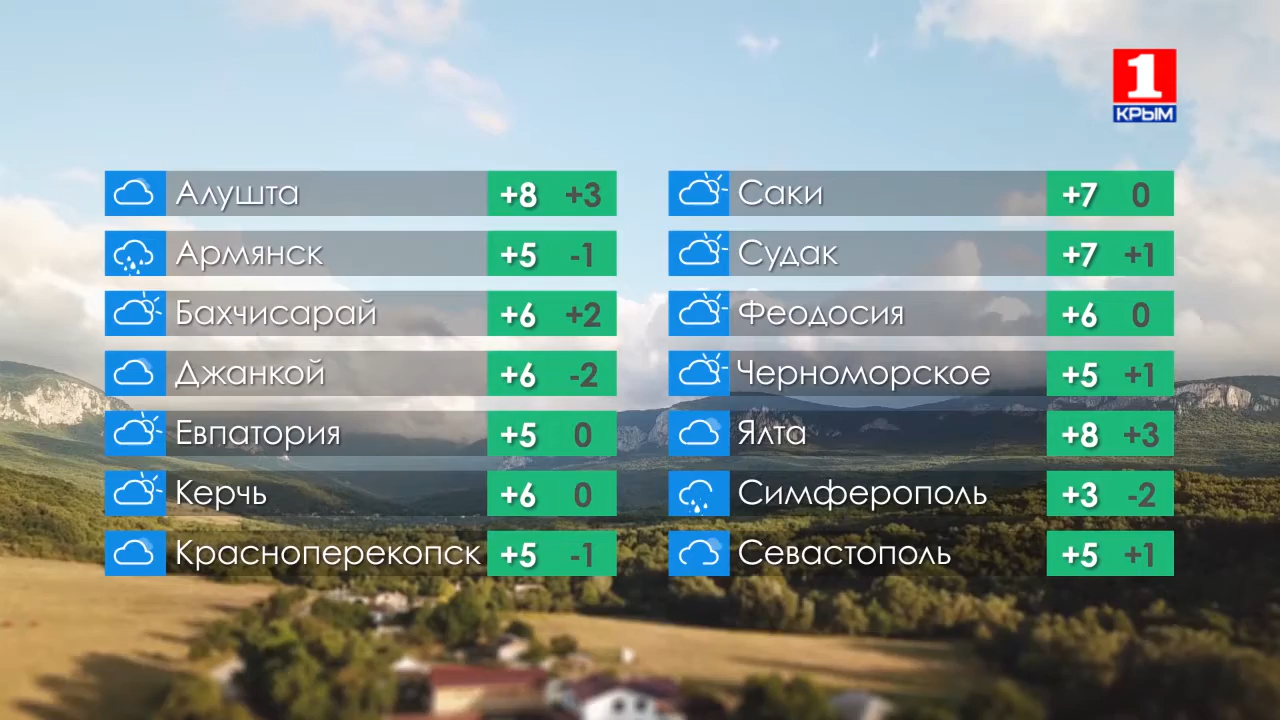 1
КРЫМ
Алушта +8 +3
Армянск +5 -1
Бахчисарай +6 +2
Джанкой +6 -2
Евпатория +5 0
Керчь +6 0
Красноперекопск +5 -1
Саки +7 0
Судак +7 +1
Феодосия +6 0
Черноморское +5 +1
Ялта +8 +3
Симферополь +3 -2
Севастополь +5 +1